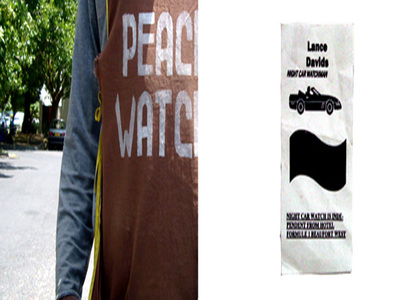 PEAC
WATC
Lance
Davids
NIGHT CAR WATCHMAN
NIGHT CAR WATCH IS INDE-
PENDENT FROM HOTEL
FORMULE 1 BEAUFORT WEST